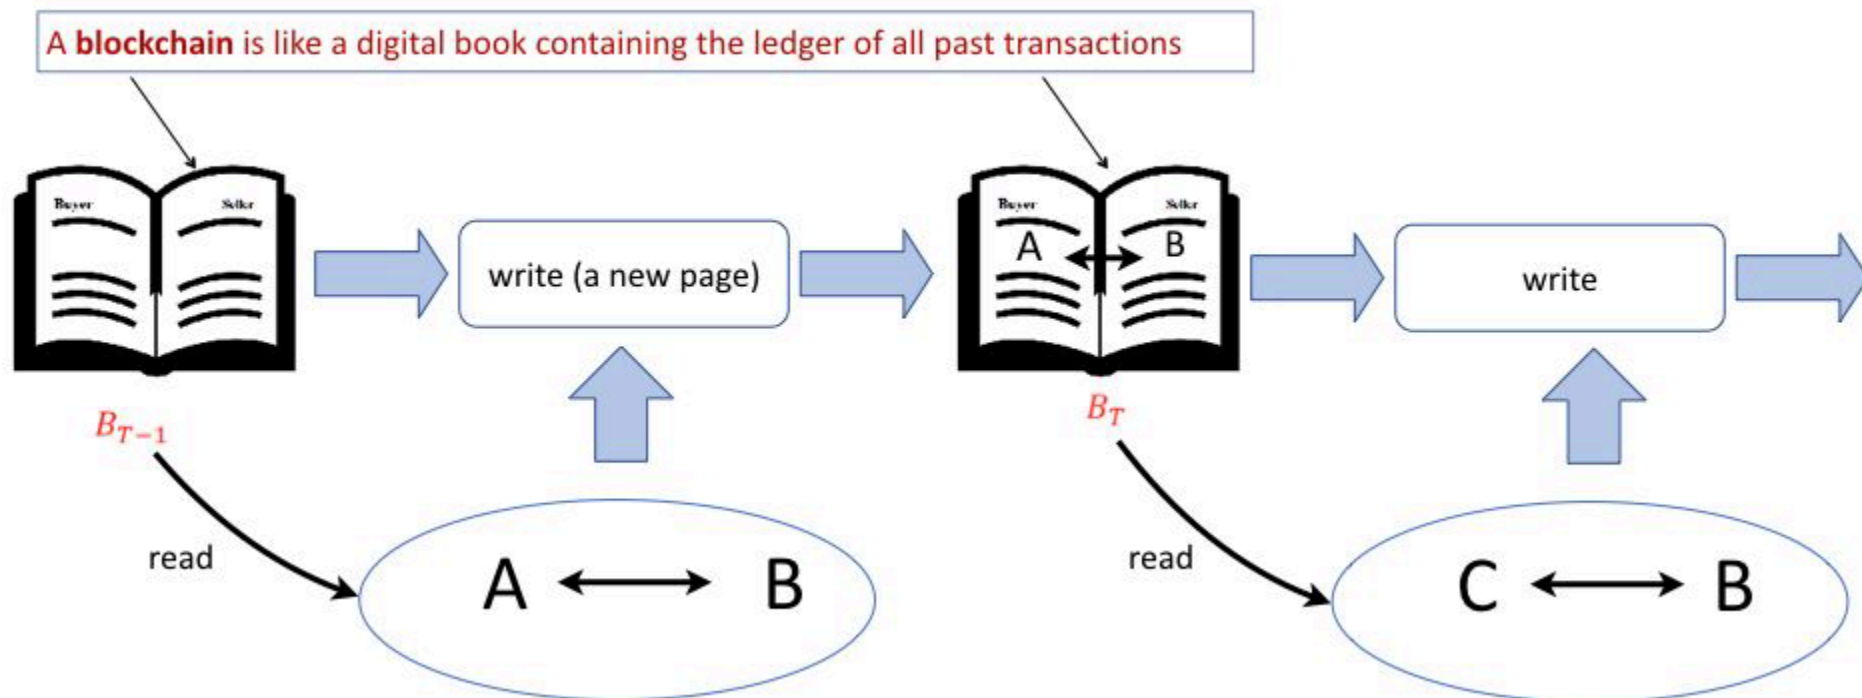 A blockchain is like a digital book containing the ledger of all past transactions
Buyer Seller
write (a new page)
Buyer Seller
A B
write
B_{T-1}
B_T
read
A B
read
C B